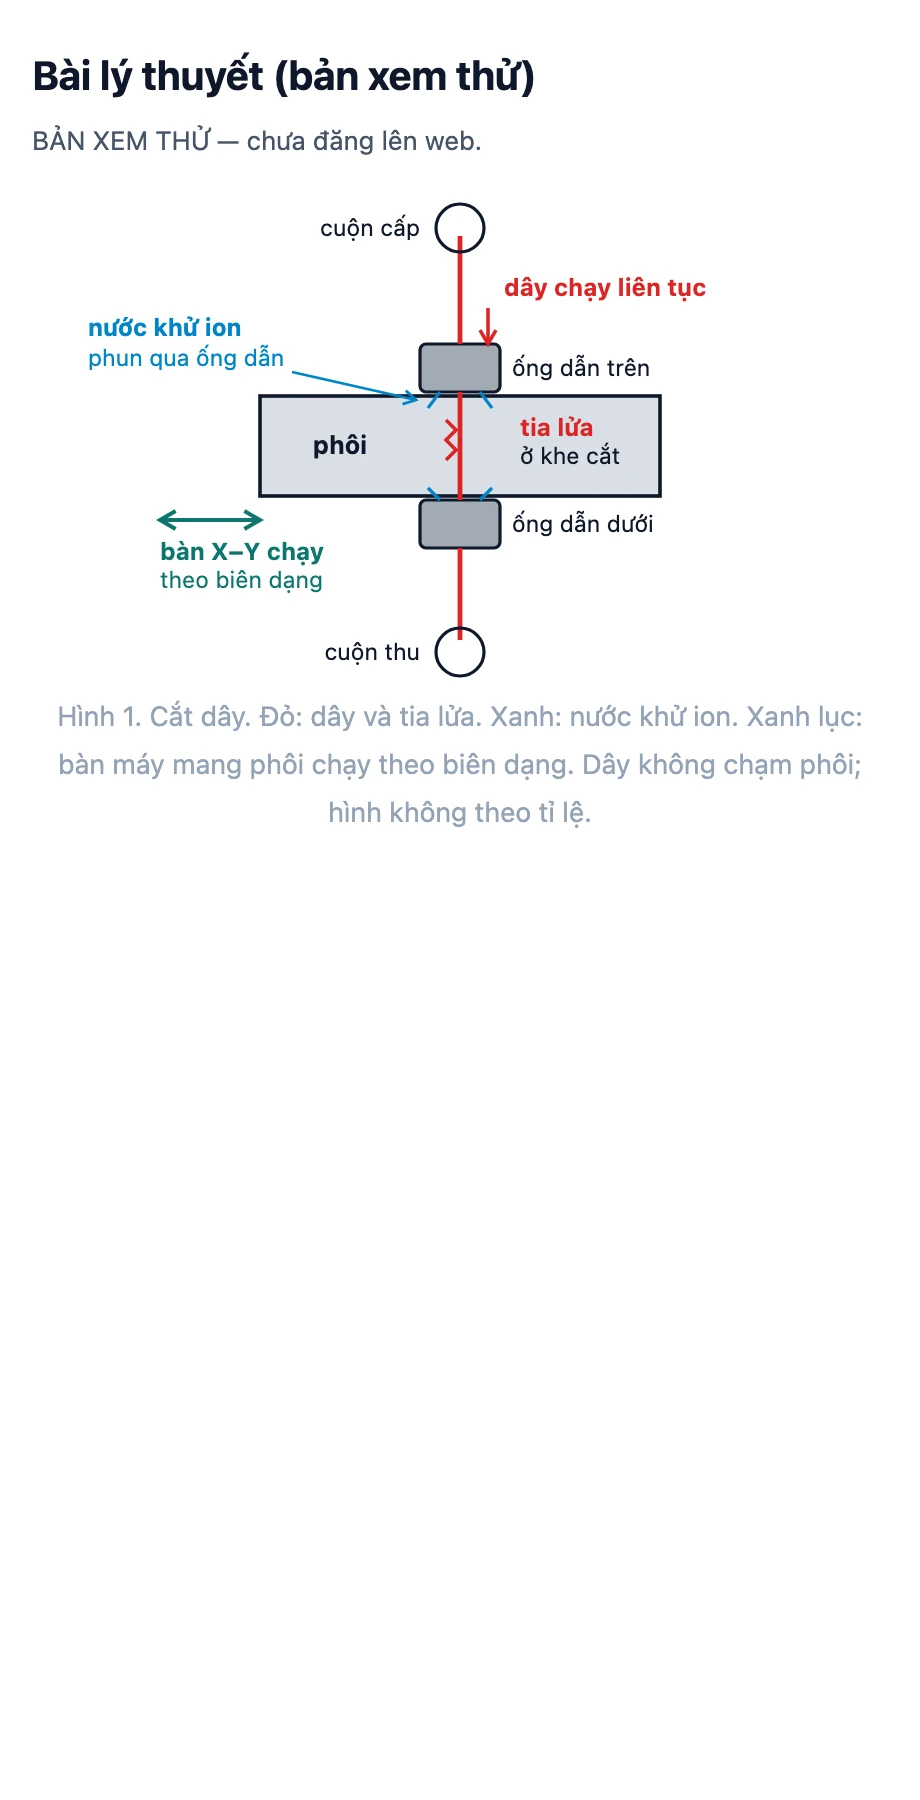 Bài lý thuyết (bản xem thử)
BẢN XEM THỬ — chưa đăng lên web.
cuộn cấp
dây chạy liên tục
nước khử ion
phun qua ống dẫn
ống dẫn trên
phôi
tia lửa
ở khe cắt
ống dẫn dưới
bàn X–Y chạy
theo biên dạng
cuộn thu
Hình 1. Cắt dây. Đỏ: dây và tia lửa. Xanh: nước khử ion. Xanh lục:
bàn máy mang phôi chạy theo biên dạng. Dây không chạm phôi;
hình không theo tỉ lệ.